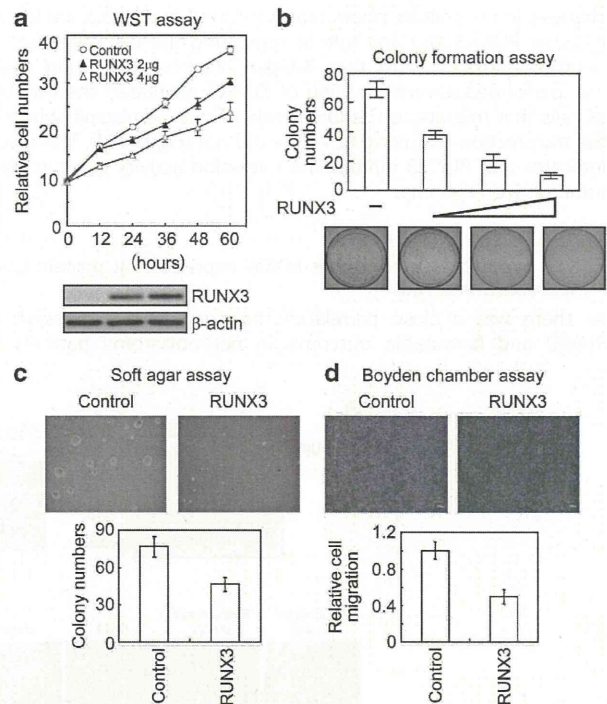 a
WST assay
Relative cell numbers
40
30
20
10
0
Control
RUNX3 2μg
RUNX3 4μg
0 12 24 36 48 60
(hours)
RUNX3
β-actin
b
Colony formation assay
Colony
numbers
80
60
40
20
0
RUNX3 –
c
Soft agar assay
Control RUNX3
Colony numbers
90
60
30
0
Control
RUNX3
d
Boyden chamber assay
Control RUNX3
Relative cell
migration
1.2
0.8
0.4
0
Control
RUNX3